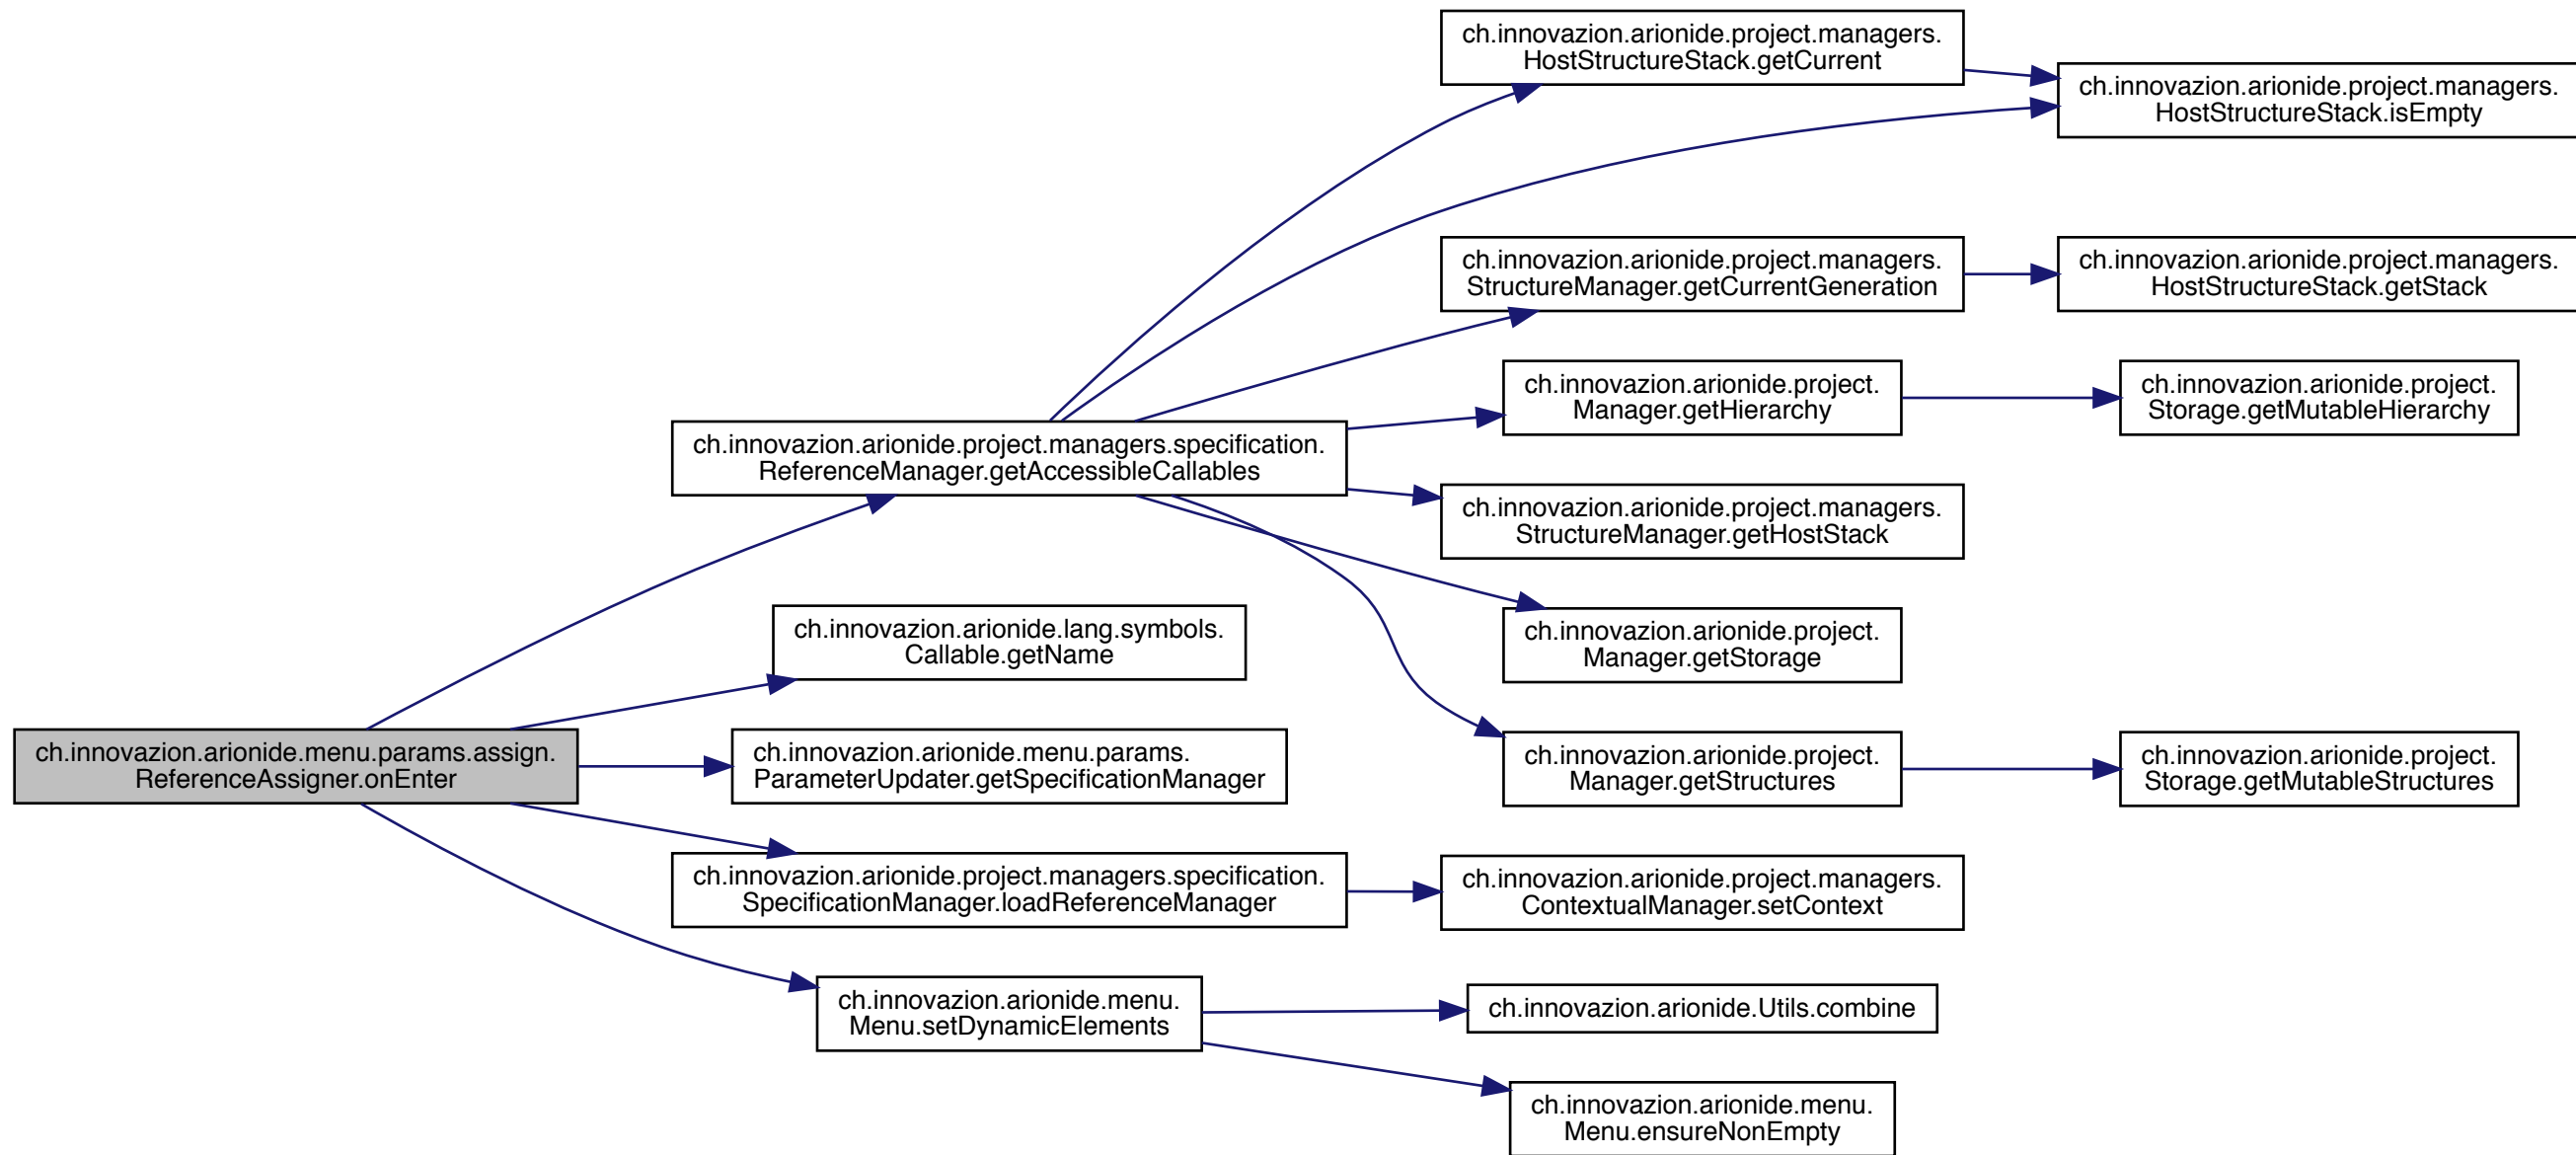 ch.innovazion.arionide.project.managers.
HostStructureStack.getCurrent
ch.innovazion.arionide.project.managers.
HostStructureStack.isEmpty
ch.innovazion.arionide.project.managers.
StructureManager.getCurrentGeneration
ch.innovazion.arionide.project.managers.
HostStructureStack.getStack
ch.innovazion.arionide.project.
Manager.getHierarchy
ch.innovazion.arionide.project.
Storage.getMutableHierarchy
ch.innovazion.arionide.project.managers.specification.
ReferenceManager.getAccessibleCallables
ch.innovazion.arionide.project.managers.
StructureManager.getHostStack
ch.innovazion.arionide.lang.symbols.
Callable.getName
ch.innovazion.arionide.project.
Manager.getStorage
ch.innovazion.arionide.menu.params.assign.
ReferenceAssigner.onEnter
ch.innovazion.arionide.menu.params.
ParameterUpdater.getSpecificationManager
ch.innovazion.arionide.project.
Manager.getStructures
ch.innovazion.arionide.project.
Storage.getMutableStructures
ch.innovazion.arionide.project.managers.specification.
SpecificationManager.loadReferenceManager
ch.innovazion.arionide.project.managers.
ContextualManager.setContext
ch.innovazion.arionide.menu.
Menu.setDynamicElements
ch.innovazion.arionide.Utils.combine
ch.innovazion.arionide.menu.
Menu.ensureNonEmpty